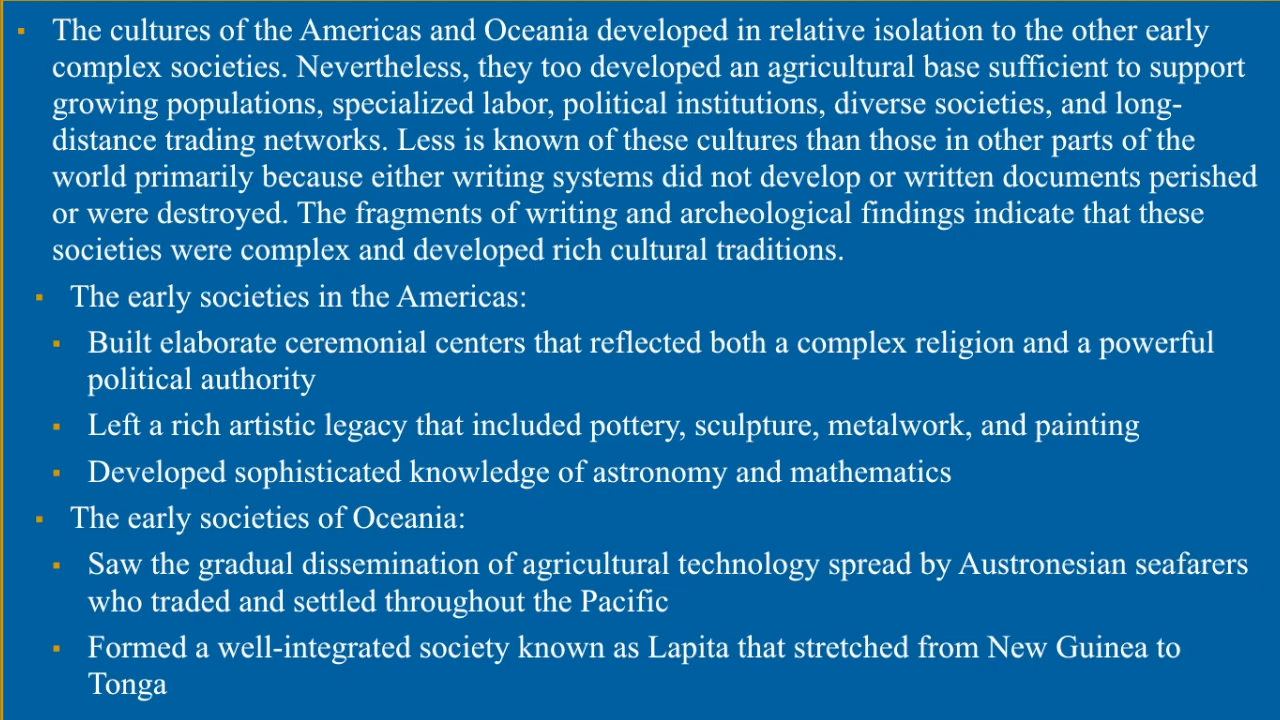 The cultures of the Americas and Oceania developed in relative isolation to the other early
complex societies. Nevertheless, they too developed an agricultural base sufficient to support
growing populations, specialized labor, political institutions, diverse societies, and long-
distance trading networks. Less is known of these cultures than those in other parts of the
world primarily because either writing systems did not develop or written documents perished
or were destroyed. The fragments of writing and archeological findings indicate that these
societies were complex and developed rich cultural traditions.
The early societies in the Americas:
Built elaborate ceremonial centers that reflected both a complex religion and a powerful
political authority
Left a rich artistic legacy that included pottery, sculpture, metalwork, and painting
Developed sophisticated knowledge of astronomy and mathematics
The early societies of Oceania:
Saw the gradual dissemination of agricultural technology spread by Austronesian seafarers
who traded and settled throughout the Pacific
Formed a well-integrated society known as Lapita that stretched from New Guinea to
Tonga